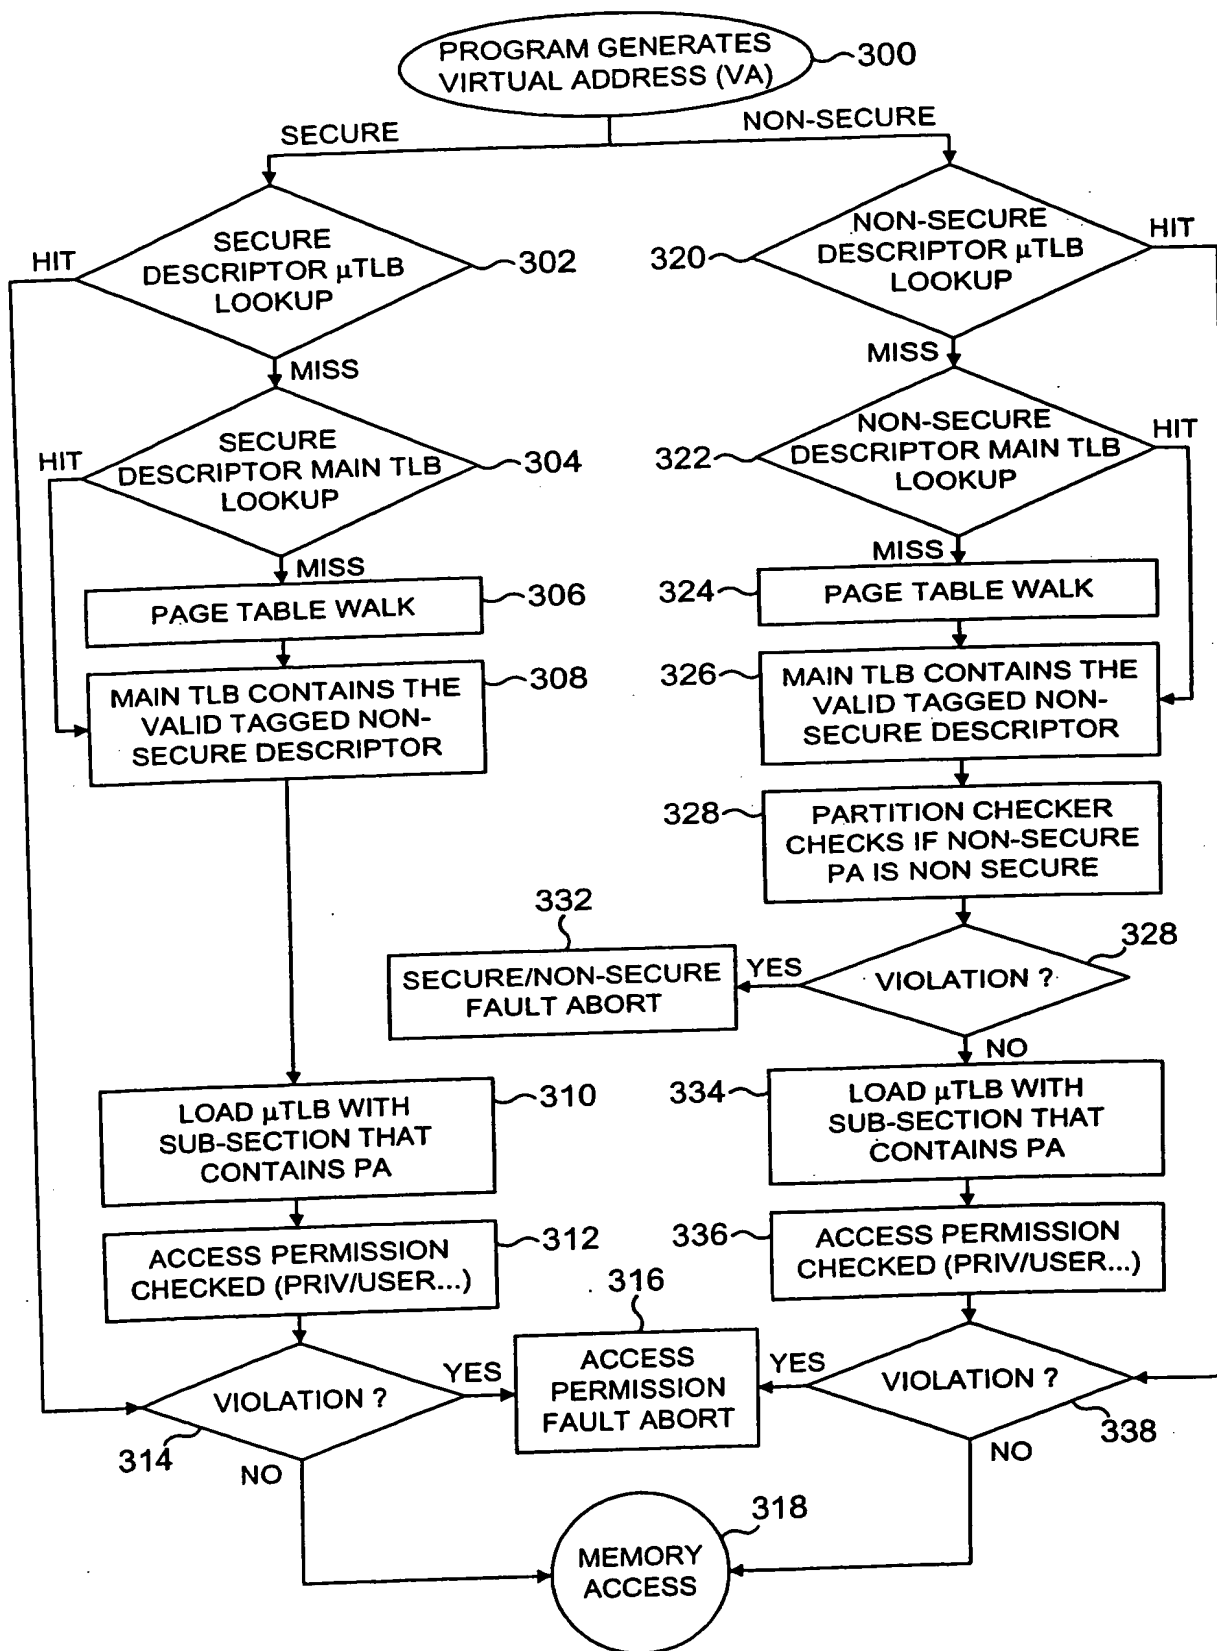 PROGRAM GENERATES
VIRTUAL ADDRESS (VA)
300
SECURE
NON-SECURE
HIT
SECURE
DESCRIPTOR μTLB
LOOKUP
302
320
NON-SECURE
DESCRIPTOR μTLB
LOOKUP
HIT
MISS
MISS
HIT
SECURE
DESCRIPTOR MAIN TLB
LOOKUP
304
322
NON-SECURE
DESCRIPTOR MAIN TLB
LOOKUP
HIT
MISS
MISS
PAGE TABLE WALK
306
324
PAGE TABLE WALK
MAIN TLB CONTAINS THE
VALID TAGGED NON-
SECURE DESCRIPTOR
308
326
MAIN TLB CONTAINS THE
VALID TAGGED NON-
SECURE DESCRIPTOR
328
PARTITION CHECKER
CHECKS IF NON-SECURE
PA IS NON SECURE
332
SECURE/NON-SECURE
FAULT ABORT
YES
VIOLATION ?
328
NO
LOAD μTLB WITH
SUB-SECTION THAT
CONTAINS PA
310
334
LOAD μTLB WITH
SUB-SECTION THAT
CONTAINS PA
ACCESS PERMISSION
CHECKED (PRIV/USER...)
312
336
ACCESS PERMISSION
CHECKED (PRIV/USER...)
316
VIOLATION ?
314
YES
ACCESS
PERMISSION
FAULT ABORT
YES
VIOLATION ?
338
NO
NO
318
MEMORY
ACCESS